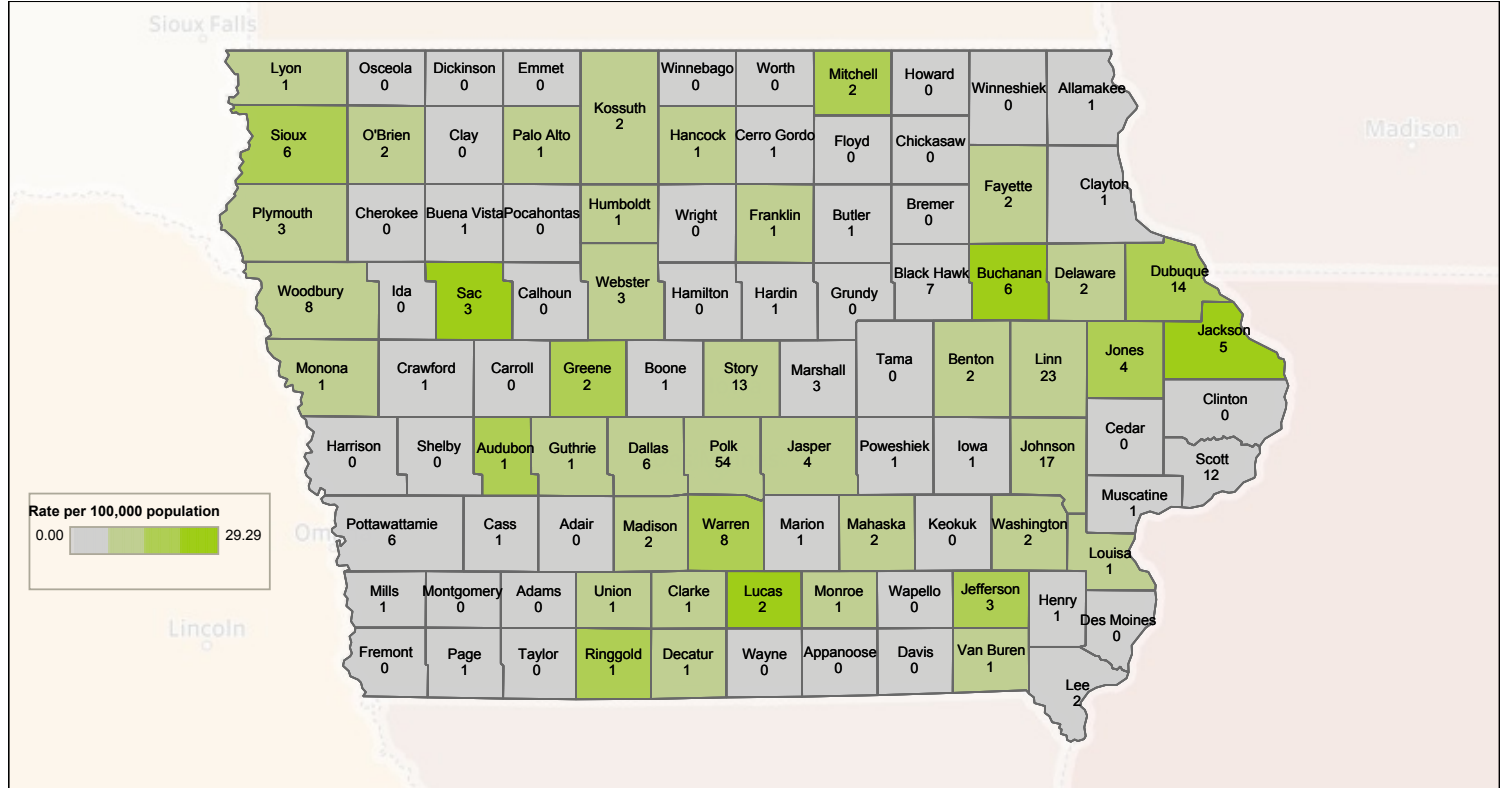 Sioux Falls
Lyon
1
Osceola
0
Dickinson
0
Emmet
0
Kossuth
2
Winnebago
0
Worth
0
Mitchell
2
Howard
0
Winneshiek
0
Allamakee
1
Madison
Sioux
6
O'Brien
2
Clay
0
Palo Alto
1
Hancock
1
Cerro Gordo
1
Floyd
0
Chickasaw
0
Fayette
2
Clayton
1
Plymouth
3
Cherokee
0
Buena Vista
1
Pocahontas
0
Humboldt
1
Wright
0
Franklin
1
Butler
1
Bremer
0
Woodbury
8
Ida
0
Sac
3
Calhoun
0
Webster
3
Hamilton
0
Hardin
1
Grundy
0
Black Hawk
7
Buchanan
6
Delaware
2
Dubuque
14
Monona
1
Crawford
1
Carroll
0
Greene
2
Boone
1
Story
13
Marshall
3
Tama
0
Benton
2
Linn
23
Jones
4
Jackson
5
Clinton
0
Harrison
0
Shelby
0
Audubon
1
Guthrie
1
Dallas
6
Polk
54
Jasper
4
Poweshiek
1
Iowa
1
Johnson
17
Cedar
0
Scott
12
Muscatine
1
Rate per 100,000 population
0.00
29.29
Om
Pottawattamie
6
Cass
1
Adair
0
Madison
2
Warren
8
Marion
1
Mahaska
2
Keokuk
0
Washington
2
Louisa
1
Mills
1
Montgomery
0
Adams
0
Union
1
Clarke
1
Lucas
2
Monroe
1
Wapello
0
Jefferson
3
Henry
1
Des Moines
0
Lincoln
Fremont
0
Page
1
Taylor
0
Ringgold
1
Decatur
1
Wayne
0
Appanoose
0
Davis
0
Van Buren
1
Lee
2